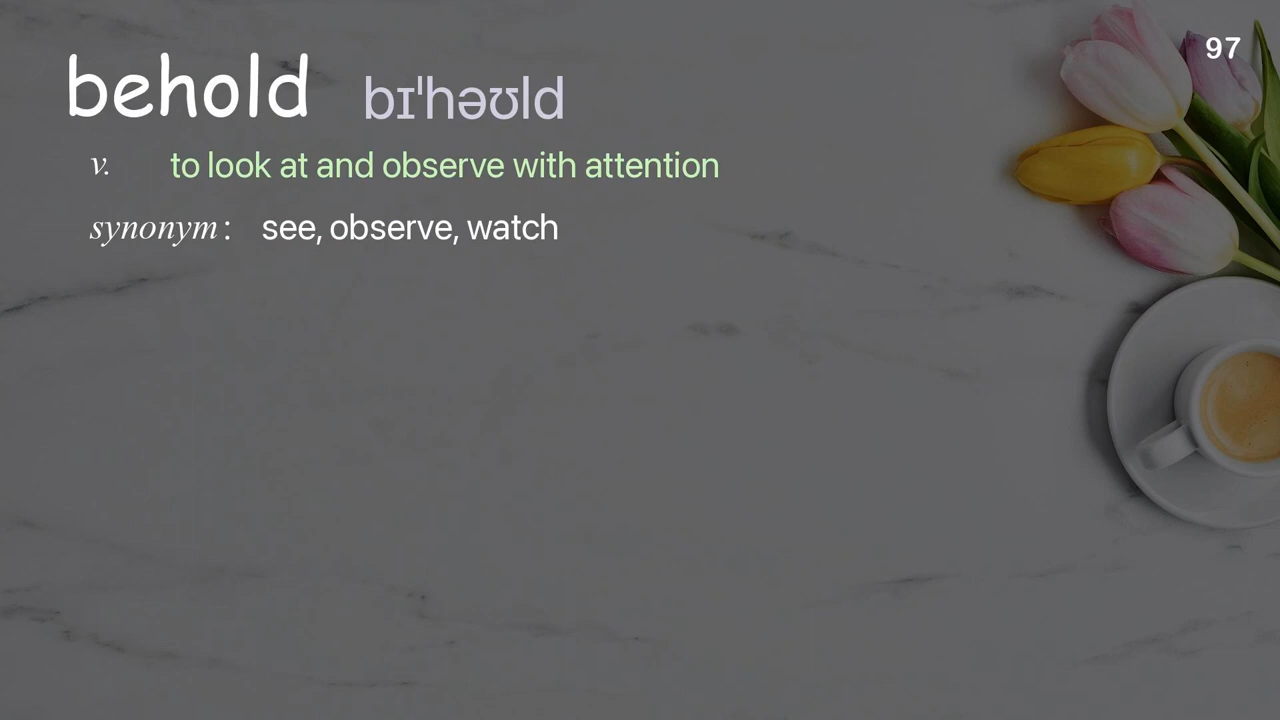 97
behold bɪˈhəʊld
v. to look at and observe with attention
synonym: see, observe, watch